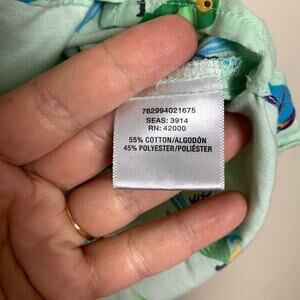 762994021675
SEAS: 3914
RN: 42000
55% COTTON/ALGODÓN
45% POLYESTER/POLIÉSTER